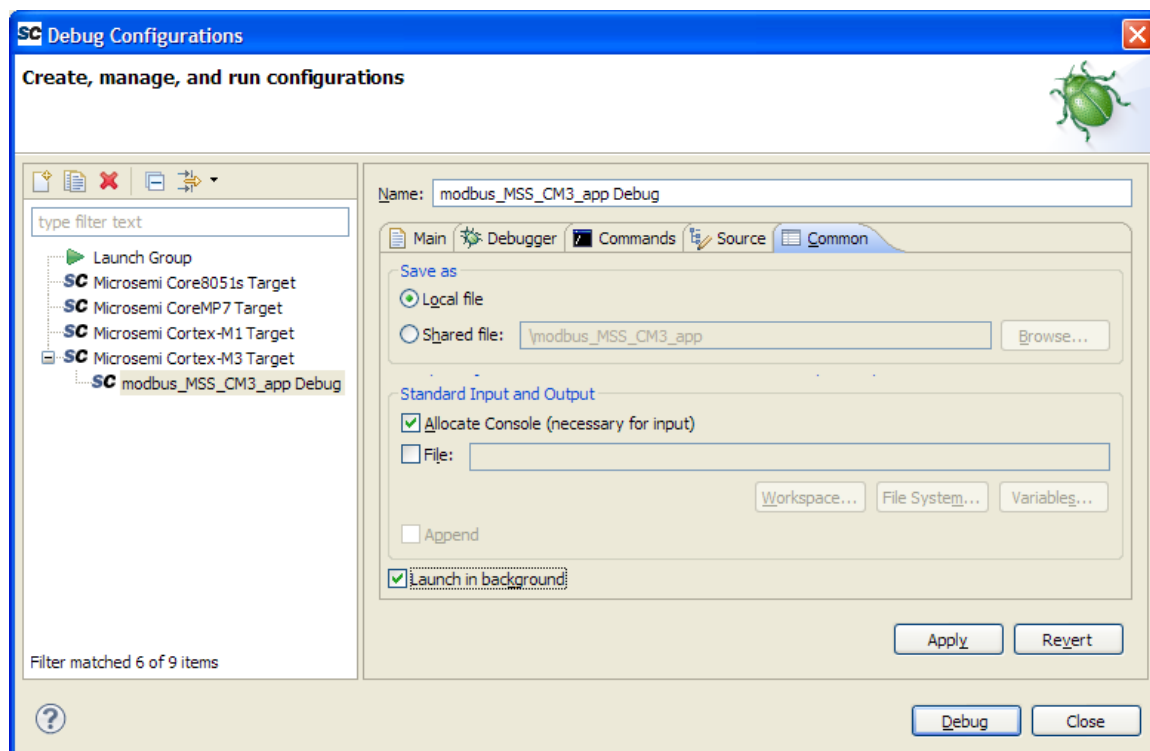 SC Debug Configurations
Create, manage, and run configurations
type filter text
Launch Group
SC Microsemi Core8051s Target
SC Microsemi CoreMP7 Target
SC Microsemi Cortex-M1 Target
SC Microsemi Cortex-M3 Target
SC modbus_MSS_CM3_app Debug
Filter matched 6 of 9 items
Name: modbus_MSS_CM3_app Debug
Main Debugger Commands Source Common
Save as
Local file
Shared file: \modbus_MSS_CM3_app Browse...
Standard Input and Output
Allocate Console (necessary for input)
File:
Workspace... File System... Variables...
Append
Launch in background
Apply Revert
? Debug Close